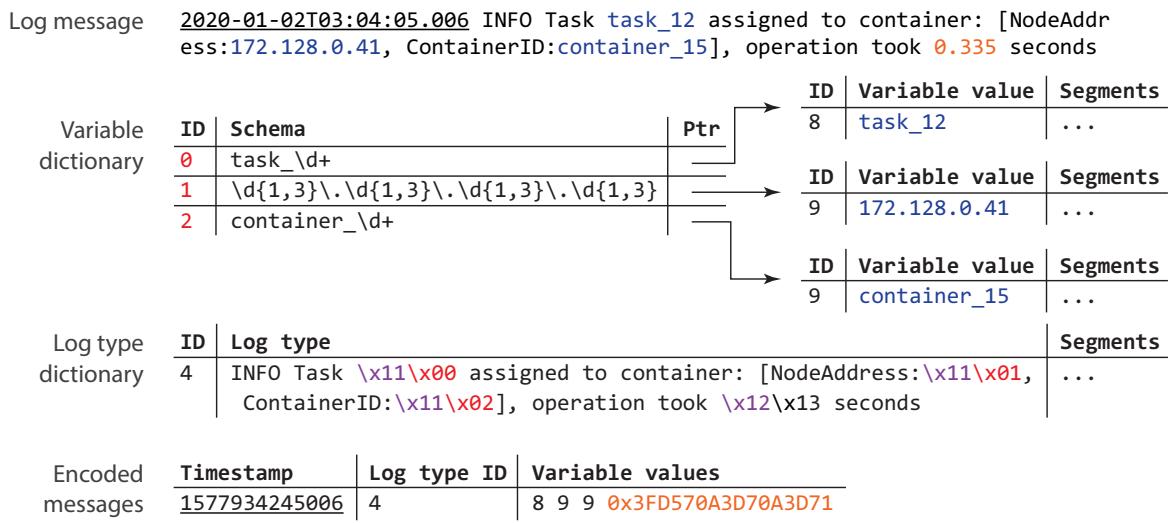 Log message 2020-01-02T03:04:05.006 INFO Task task_12 assigned to container: [NodeAddr
ess:172.128.0.41, ContainerID:container_15], operation took 0.335 seconds
Variable
dictionary
ID Schema Ptr
0 task_\d+
1 \d{1,3}\.\d{1,3}\.\d{1,3}\.\d{1,3}
2 container_\d+
ID Variable value Segments
8 task_12 ...
ID Variable value Segments
9 172.128.0.41 ...
ID Variable value Segments
9 container_15 ...
Log type
dictionary
ID Log type Segments
4 INFO Task \x11\x00 assigned to container: [NodeAddress:\x11\x01, ...
ContainerID:\x11\x02], operation took \x12\x13 seconds
Encoded
messages
Timestamp Log type ID Variable values
1577934245006 4 8 9 9 0x3FD570A3D70A3D71